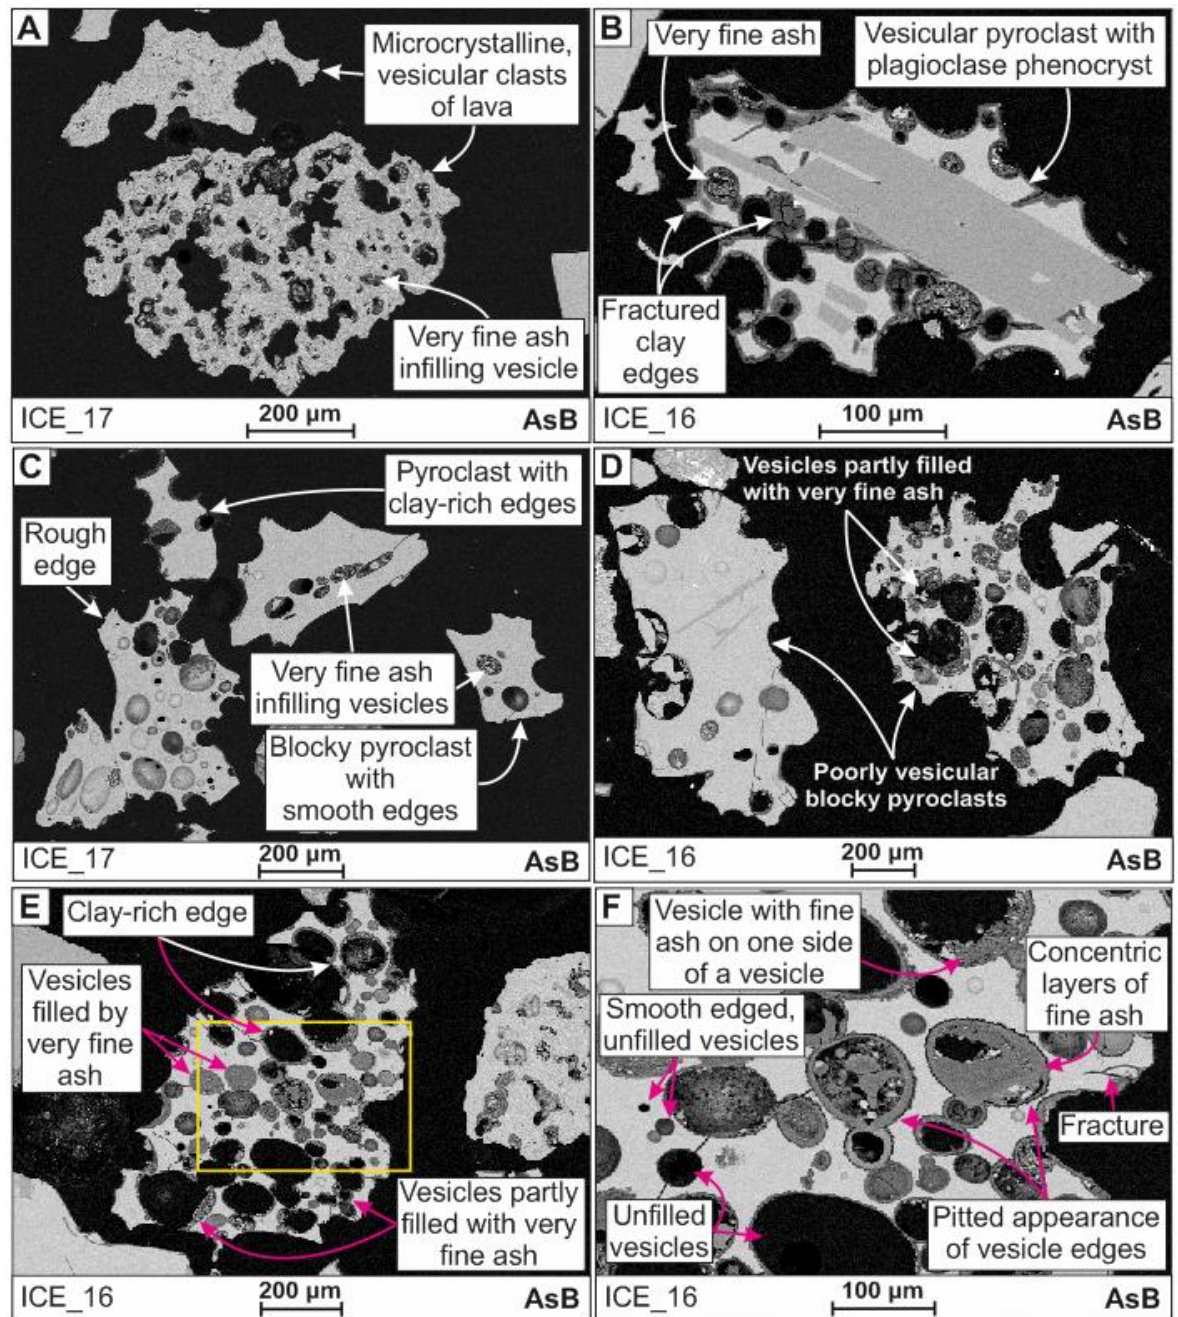 A
Microcrystalline,
vesicular clasts
of lava
Very fine ash
infilling vesicle
ICE_17
200 µm
AsB
B
Very fine ash
Vesicular pyroclast with
plagioclase phenocryst
Fractured
clay
edges
ICE_16
100 µm
AsB
C
Pyroclast with
clay-rich edges
Rough
edge
Very fine ash
infilling vesicles
Blocky pyroclast
with
smooth edges
ICE_17
200 µm
AsB
D
Vesicles partly filled
with very fine ash
Poorly vesicular
blocky pyroclasts
ICE_16
200 µm
AsB
E
Clay-rich edge
Vesicles
filled by
very fine
ash
Vesicles partly
filled with very
fine ash
ICE_16
200 µm
AsB
F
Vesicle with fine
ash on one side
of a vesicle
Concentric
layers of
fine ash
Smooth edged,
unfilled vesicles
Fracture
Unfilled
vesicles
Pitted appearance
of vesicle edges
ICE_16
100 µm
AsB